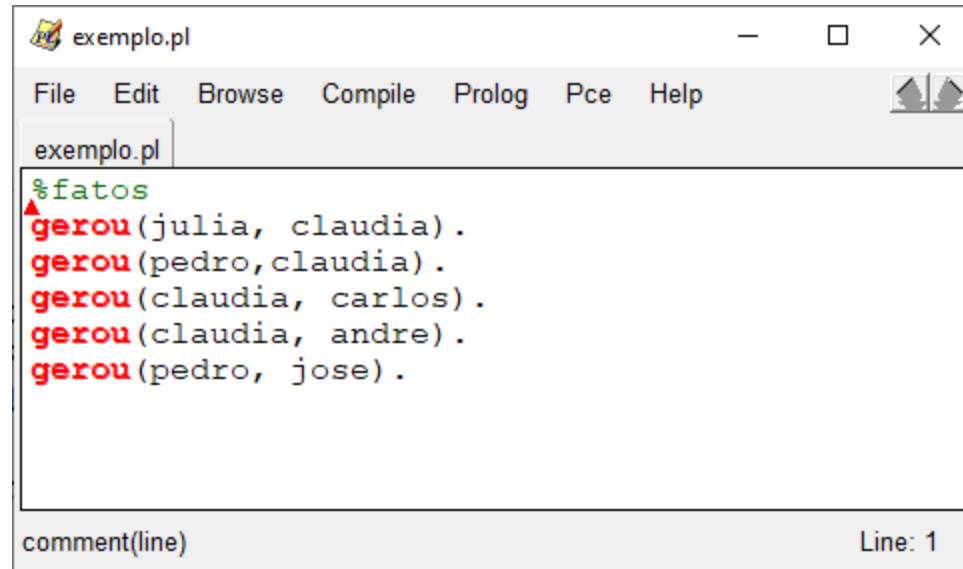 exemplo.pl
File Edit Browse Compile Prolog Pce Help
exemplo.pl
%fatos
gerou(julia, claudia).
gerou(pedro,claudia).
gerou(claudia, carlos).
gerou(claudia, andre).
gerou(pedro, jose).
comment(line) Line: 1